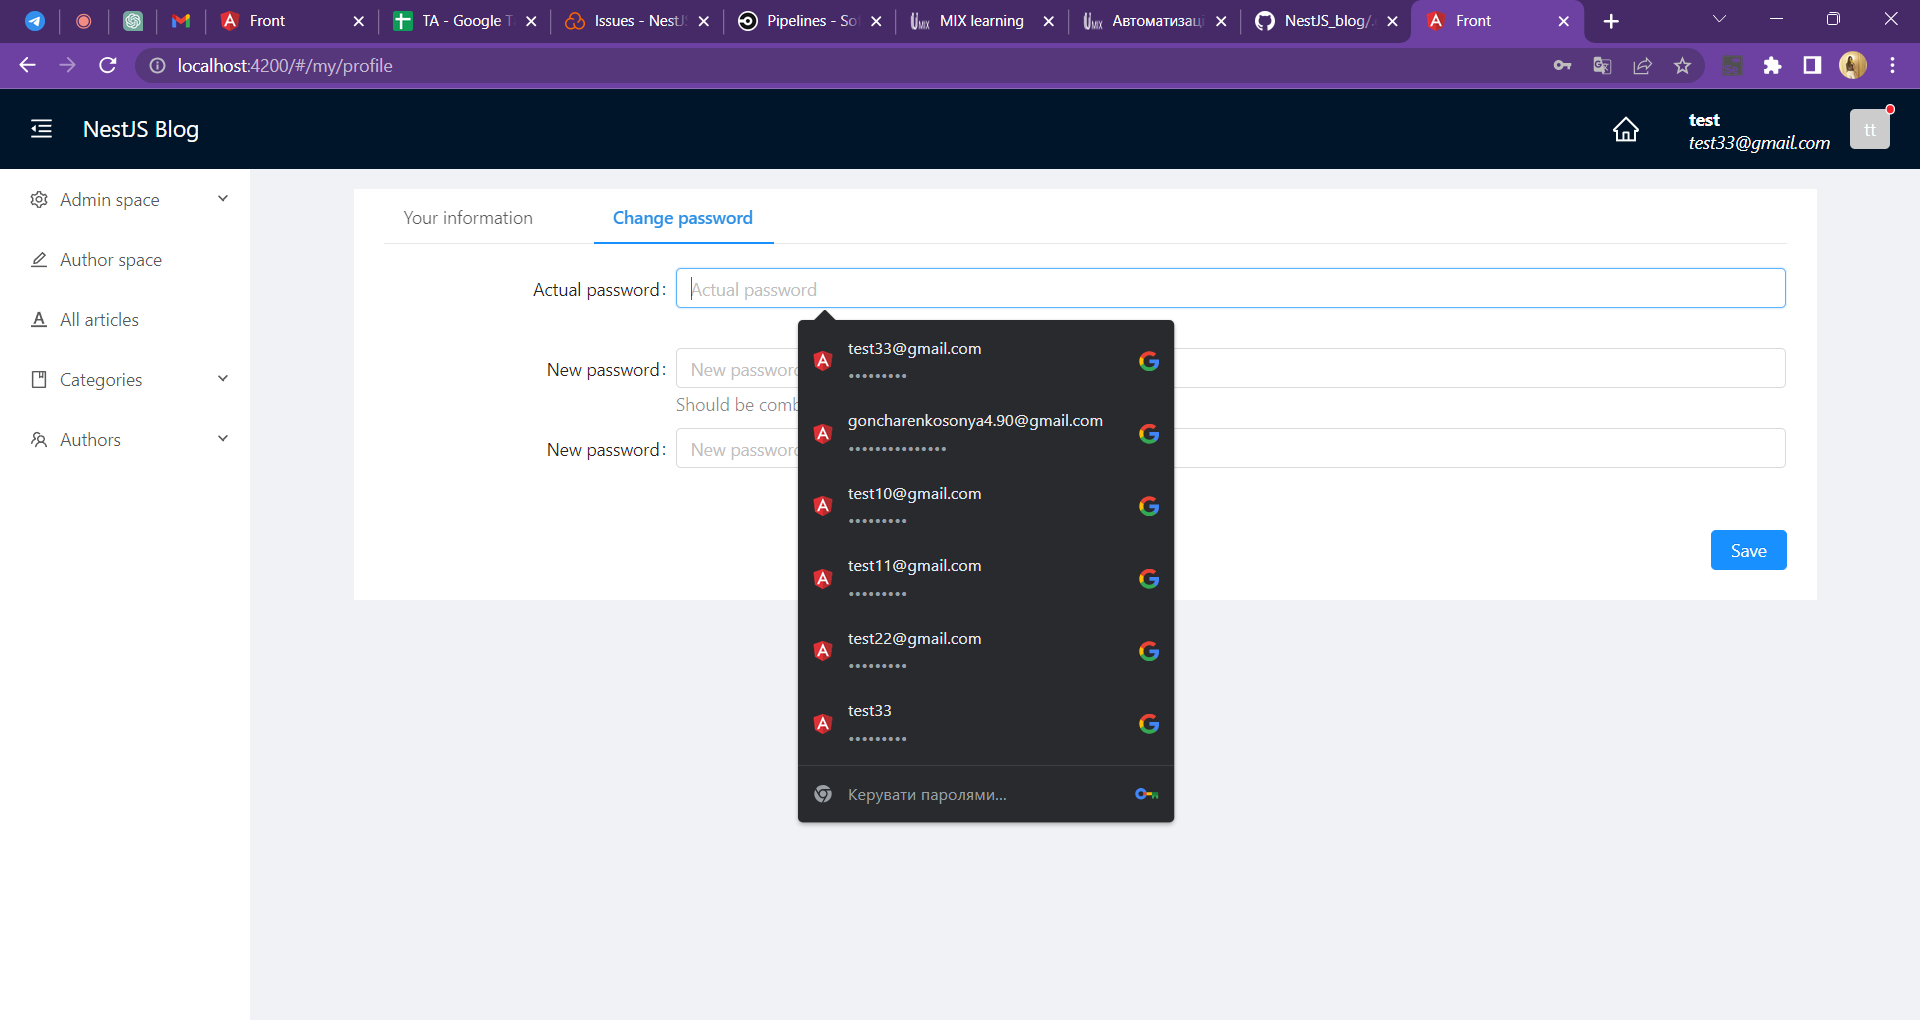 Front
TA - Google T
Issues - NestJS
Pipelines - So
MIX learning
Автоматизац
NestJS_blog/.
Front
localhost:4200/#/my/profile
NestJS Blog
test
test33@gmail.com
tt
Admin space
Author space
All articles
Categories
Authors
Your information
Change password
Actual password:
Actual password
New password:
New password
Should be comb
New password:
New password
Save
test33@gmail.com
•••••••••
goncharenkosonya4.90@gmail.com
•••••••••••••••
test10@gmail.com
•••••••••
test11@gmail.com
•••••••••
test22@gmail.com
•••••••••
test33
•••••••••
Керувати паролями...